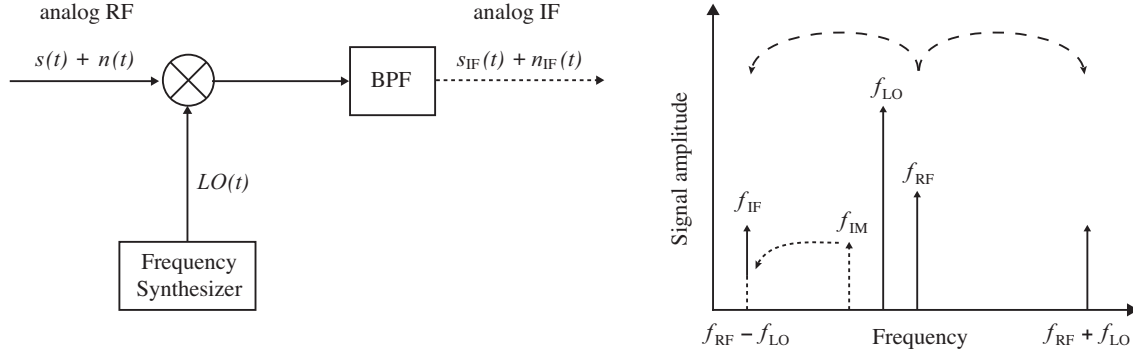 analog RF
analog IF
s(t) + n(t)
BPF
s_IF(t) + n_IF(t)
LO(t)
Frequency
Synthesizer
Signal amplitude
f_LO
f_RF
f_IF
f_IM
f_RF − f_LO
Frequency
f_RF + f_LO